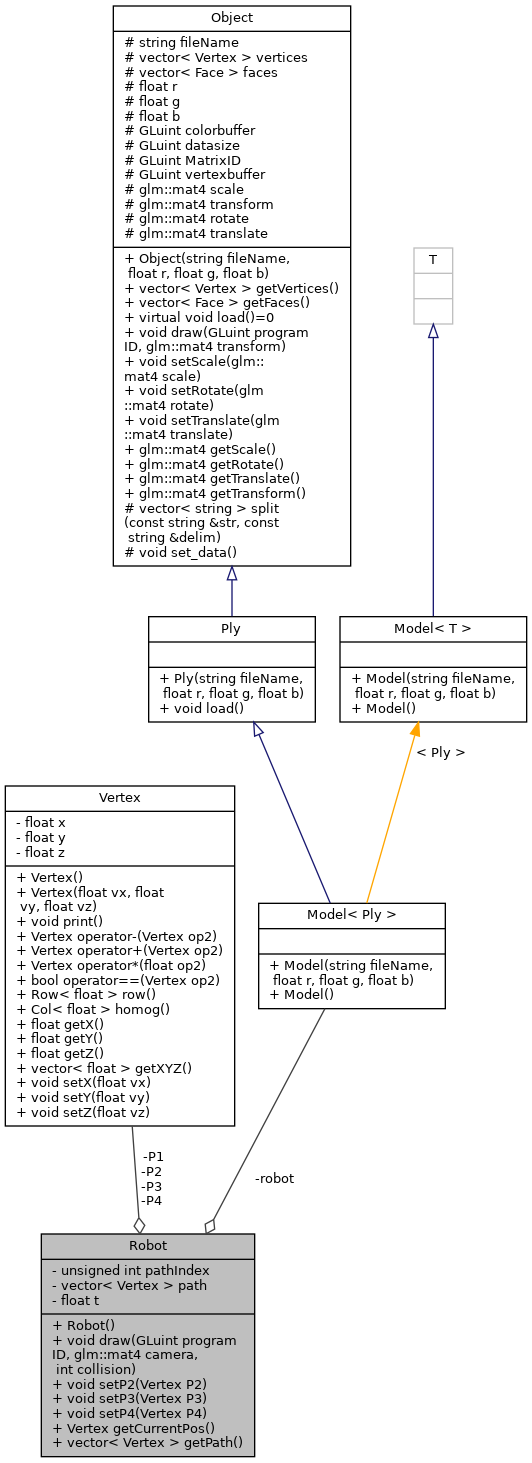 Object
# string fileName
# vector< Vertex > vertices
# vector< Face > faces
# float r
# float g
# float b
# GLuint colorbuffer
# GLuint datasize
# GLuint MatrixID
# GLuint vertexbuffer
# glm::mat4 scale
# glm::mat4 transform
# glm::mat4 rotate
# glm::mat4 translate
+ Object(string fileName,
float r, float g, float b)
+ vector< Vertex > getVertices()
+ vector< Face > getFaces()
+ virtual void load()=0
+ void draw(GLuint program
ID, glm::mat4 transform)
+ void setScale(glm::
mat4 scale)
+ void setRotate(glm
::mat4 rotate)
+ void setTranslate(glm
::mat4 translate)
+ glm::mat4 getScale()
+ glm::mat4 getRotate()
+ glm::mat4 getTranslate()
+ glm::mat4 getTransform()
# vector< string > split
(const string &str, const
string &delim)
# void set_data()
T
Ply
+ Ply(string fileName,
float r, float g, float b)
+ void load()
Model< T >
+ Model(string fileName,
float r, float g, float b)
+ Model()
< Ply >
Vertex
- float x
- float y
- float z
+ Vertex()
+ Vertex(float vx, float
vy, float vz)
+ void print()
+ Vertex operator-(Vertex op2)
+ Vertex operator+(Vertex op2)
+ Vertex operator*(float op2)
+ bool operator==(Vertex op2)
+ Row< float > row()
+ Col< float > homog()
+ float getX()
+ float getY()
+ float getZ()
+ vector< float > getXYZ()
+ void setX(float vx)
+ void setY(float vy)
+ void setZ(float vz)
Model< Ply >
+ Model(string fileName,
float r, float g, float b)
+ Model()
-P1
-P2
-P3
-P4
-robot
Robot
- unsigned int pathIndex
- vector< Vertex > path
- float t
+ Robot()
+ void draw(GLuint program
ID, glm::mat4 camera,
int collision)
+ void setP2(Vertex P2)
+ void setP3(Vertex P3)
+ void setP4(Vertex P4)
+ Vertex getCurrentPos()
+ vector< Vertex > getPath()